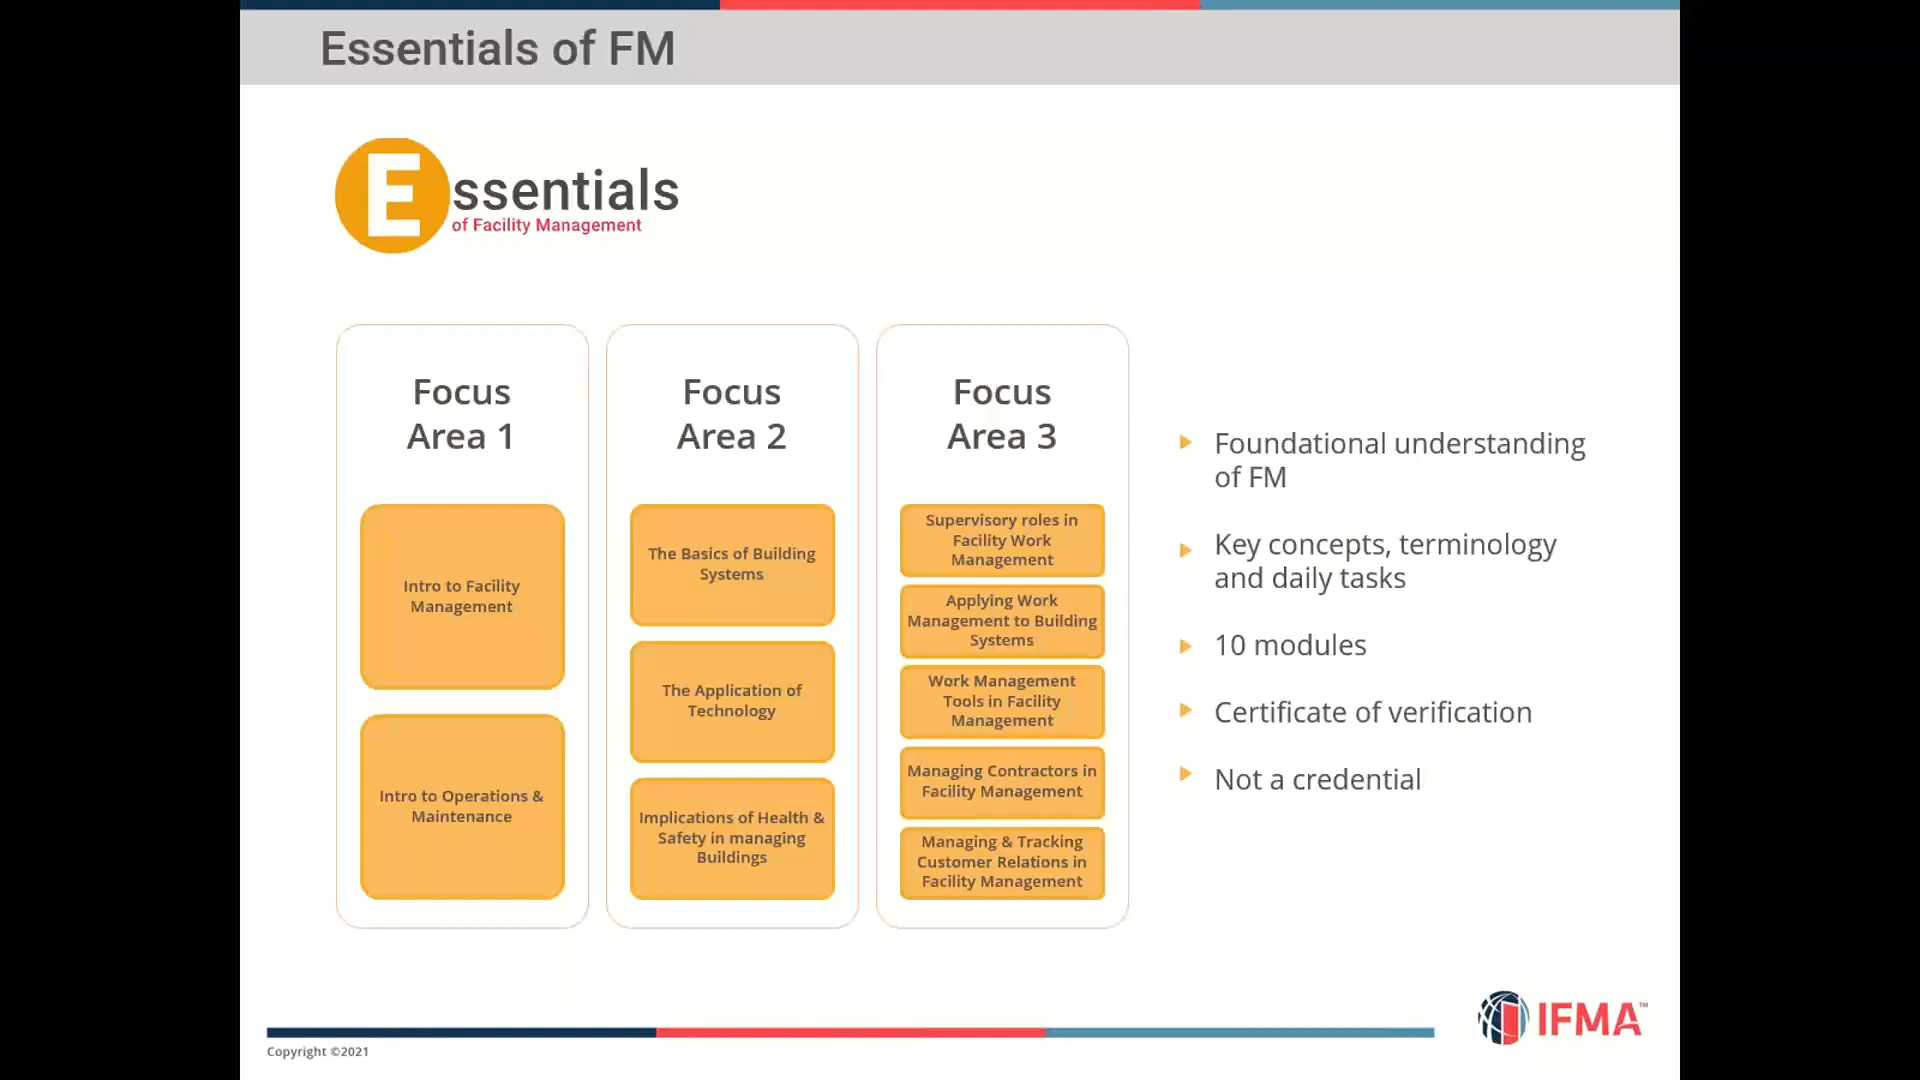 Essentials of FM
Essentials
of Facility Management
Focus
Area 1
Intro to Facility
Management
Intro to Operations &
Maintenance
Focus
Area 2
The Basics of Building
Systems
The Application of
Technology
Implications of Health &
Safety in managing
Buildings
Focus
Area 3
Supervisory roles in
Facility Work
Management
Applying Work
Management to Building
Systems
Work Management
Tools in Facility
Management
Managing Contractors in
Facility Management
Managing & Tracking
Customer Relations in
Facility Management
Foundational understanding
of FM
Key concepts, terminology
and daily tasks
10 modules
Certificate of verification
Not a credential
IFMA™
Copyright ©2021